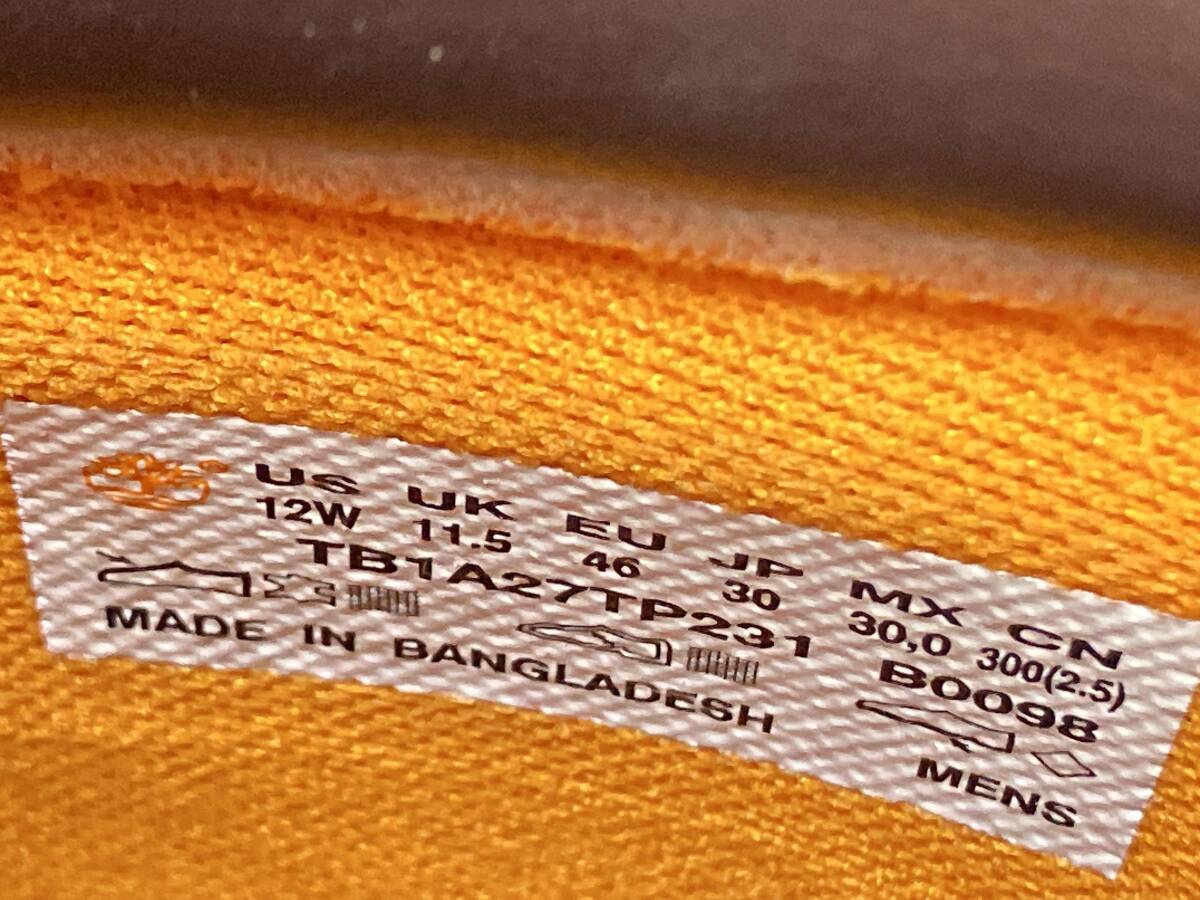 US UK EU JP MX CN
12W 11.5 46 30 30,0 300(2.5)
TB1A27TP231 B0098
MADE IN BANGLADESH MENS